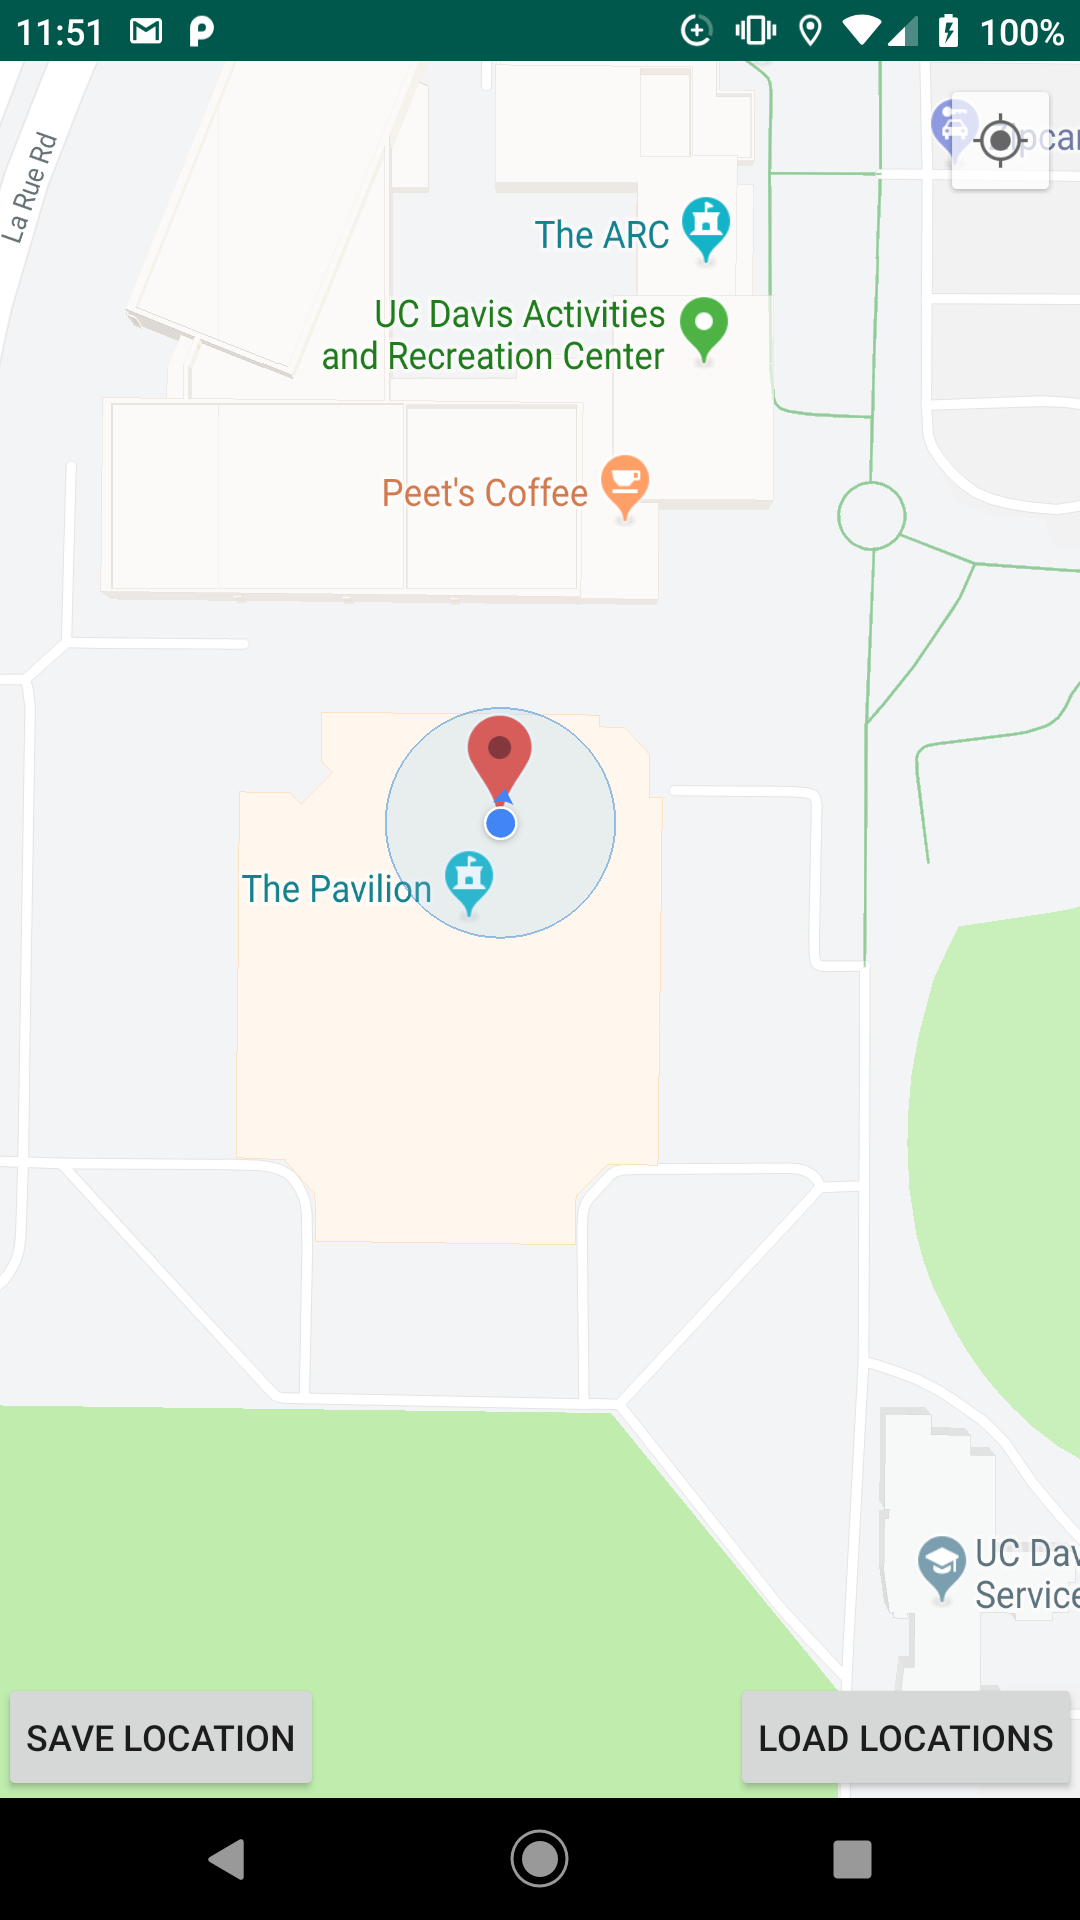 11:51
100%
La Rue Rd
Zipcar
The ARC
UC Davis Activities
and Recreation Center
Peet's Coffee
The Pavilion
UC Dav
Service
SAVE LOCATION
LOAD LOCATIONS